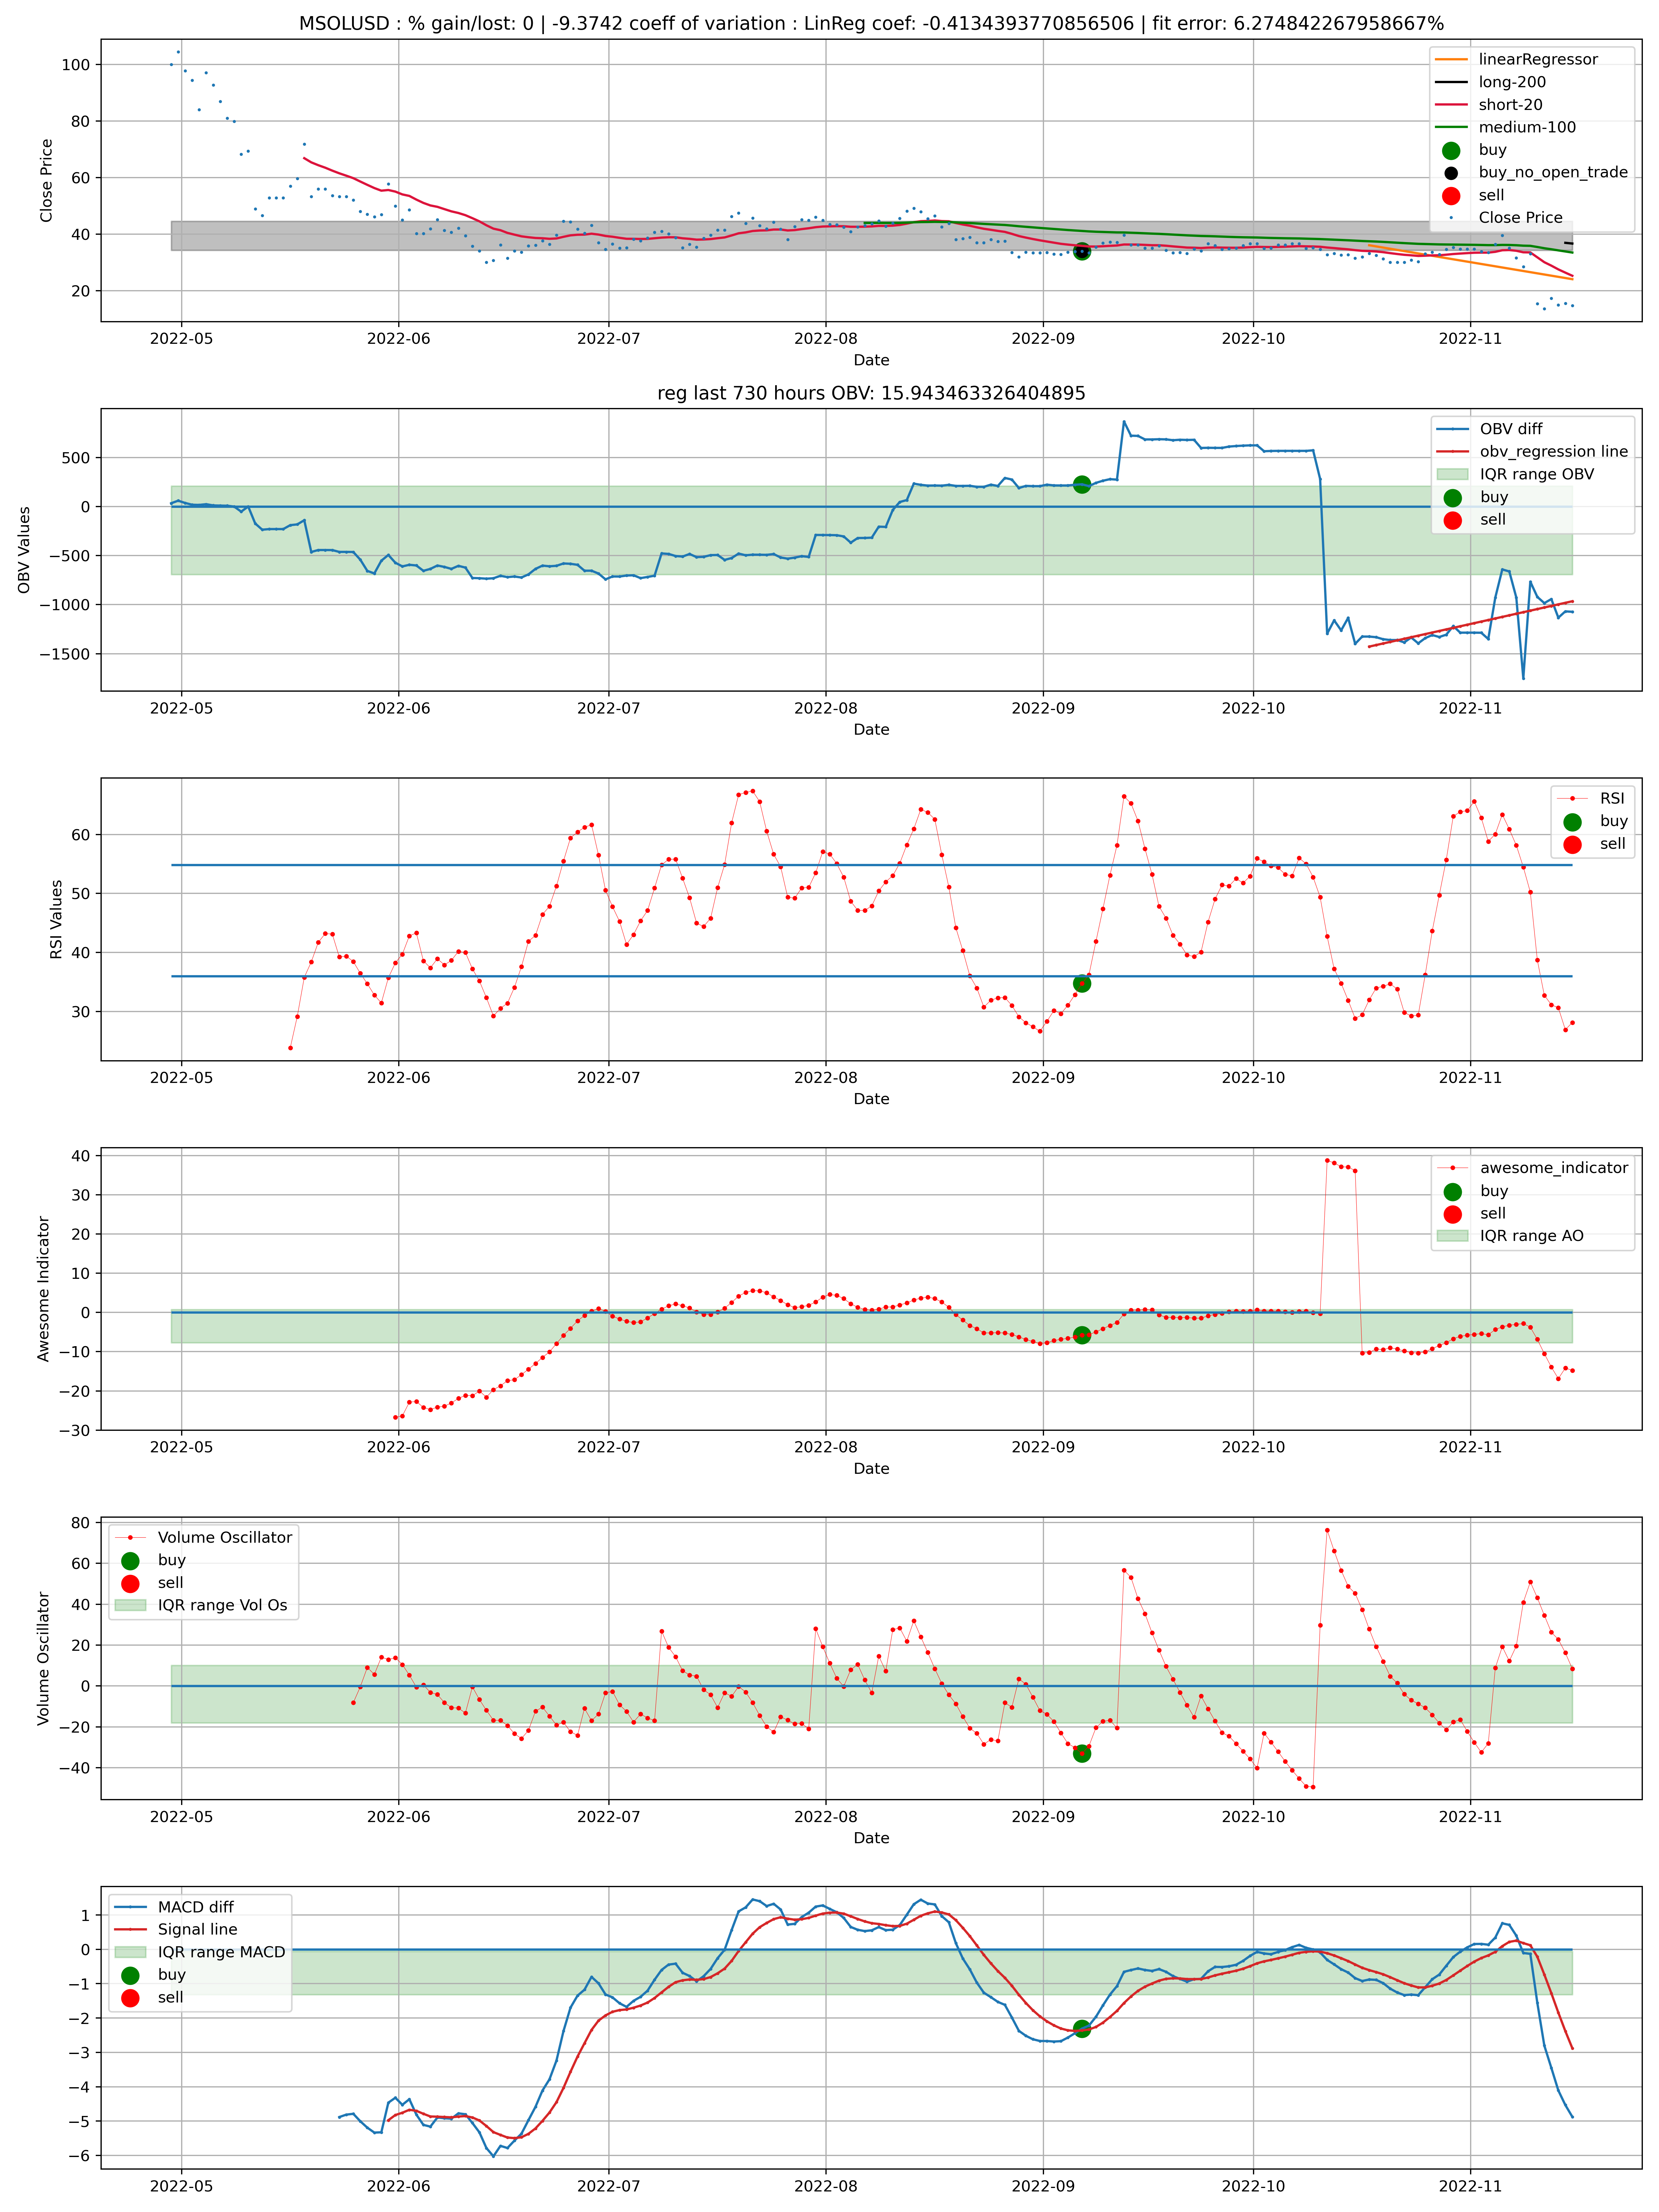 MSOLUSD : % gain/lost: 0 | -9.3742 coeff of variation : LinReg coef: -0.4134393770856506 | fit error: 6.274842267958667%
Close Price
100
80
60
40
20
linearRegressor
long-200
short-20
medium-100
buy
buy_no_open_trade
sell
Close Price
2022-05 2022-06 2022-07 2022-08 2022-09 2022-10 2022-11
Date
reg last 730 hours OBV: 15.943463326404895
OBV Values
500
0
−500
−1000
−1500
OBV diff
obv_regression line
IQR range OBV
buy
sell
2022-05 2022-06 2022-07 2022-08 2022-09 2022-10 2022-11
Date
RSI Values
60
50
40
30
RSI
buy
sell
2022-05 2022-06 2022-07 2022-08 2022-09 2022-10 2022-11
Date
Awesome Indicator
40
30
20
10
0
−10
−20
−30
awesome_indicator
buy
sell
IQR range AO
2022-05 2022-06 2022-07 2022-08 2022-09 2022-10 2022-11
Date
Volume Oscillator
80
60
40
20
0
−20
−40
Volume Oscillator
buy
sell
IQR range Vol Os
2022-05 2022-06 2022-07 2022-08 2022-09 2022-10 2022-11
Date
1
0
−1
−2
−3
−4
−5
−6
MACD diff
Signal line
IQR range MACD
buy
sell
2022-05 2022-06 2022-07 2022-08 2022-09 2022-10 2022-11